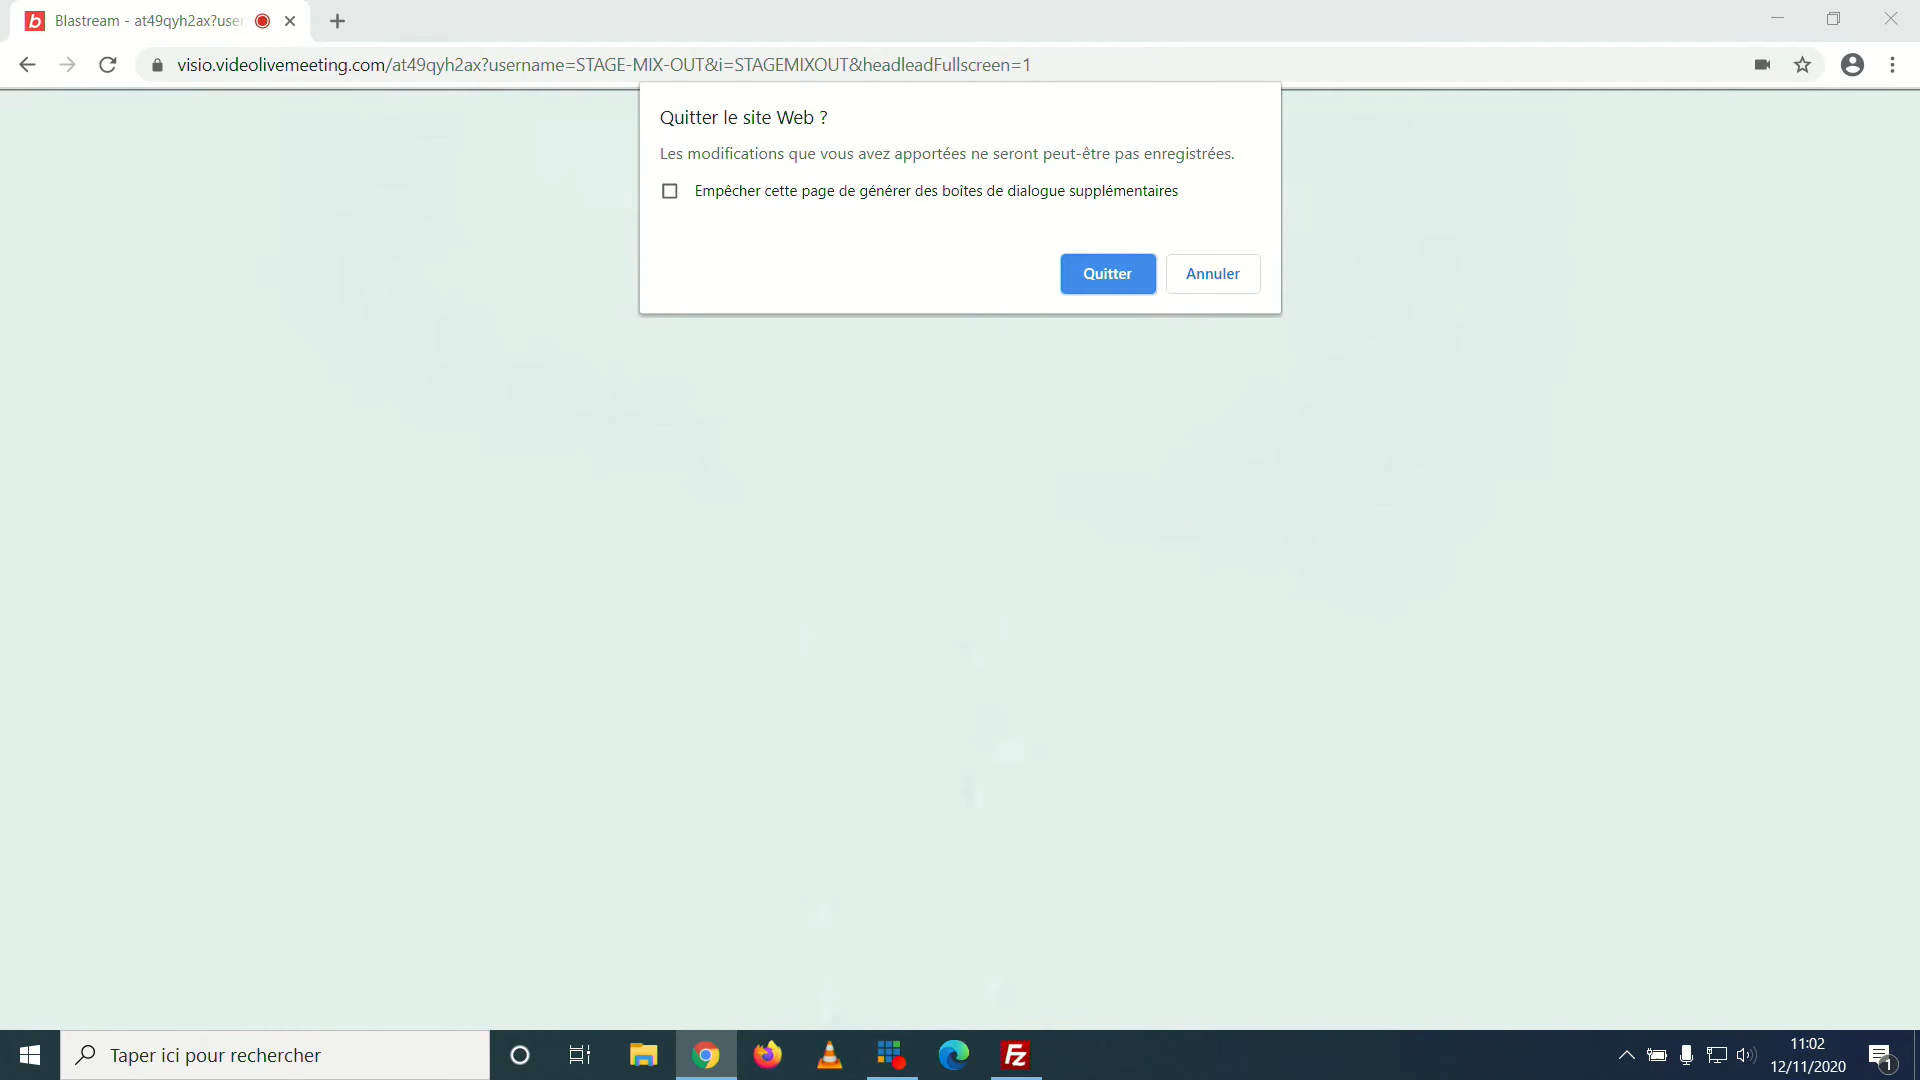 Blastream - at49qyh2ax?user
visio.videolivemeeting.com/at49qyh2ax?username=STAGE-MIX-OUT&i=STAGEMIXOUT&headleadFullscreen=1
Quitter le site Web ?
Les modifications que vous avez apportées ne seront peut-être pas enregistrées.
Empêcher cette page de générer des boîtes de dialogue supplémentaires
Quitter
Annuler
Taper ici pour rechercher
11:02
12/11/2020
1